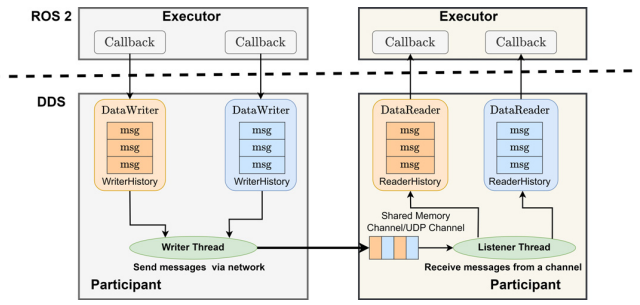 ROS 2
Executor
Executor
Callback
Callback
Callback
Callback
DDS
DataWriter
DataWriter
DataReader
DataReader
msg
msg
msg
msg
msg
msg
msg
msg
msg
msg
msg
msg
WriterHistory
WriterHistory
ReaderHistory
ReaderHistory
Shared Memory
Channel/UDP Channel
Writer Thread
Listener Thread
Send messages via network
Receive messages from a channel
Participant
Participant